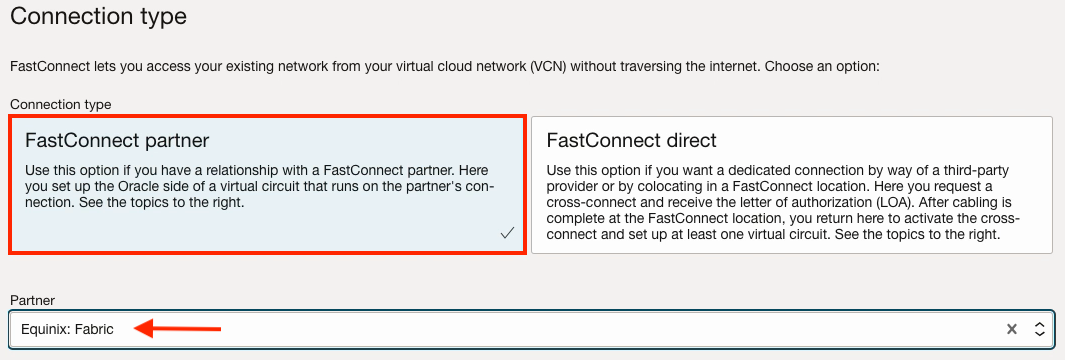 Connection type
FastConnect lets you access your existing network from your virtual cloud network (VCN) without traversing the internet. Choose an option:
Connection type
FastConnect partner
Use this option if you have a relationship with a FastConnect partner. Here
you set up the Oracle side of a virtual circuit that runs on the partner's con-
nection. See the topics to the right.
FastConnect direct
Use this option if you want a dedicated connection by way of a third-party
provider or by colocating in a FastConnect location. Here you request a
cross-connect and receive the letter of authorization (LOA). After cabling is
complete at the FastConnect location, you return here to activate the cross-
connect and set up at least one virtual circuit. See the topics to the right.
Partner
Equinix: Fabric